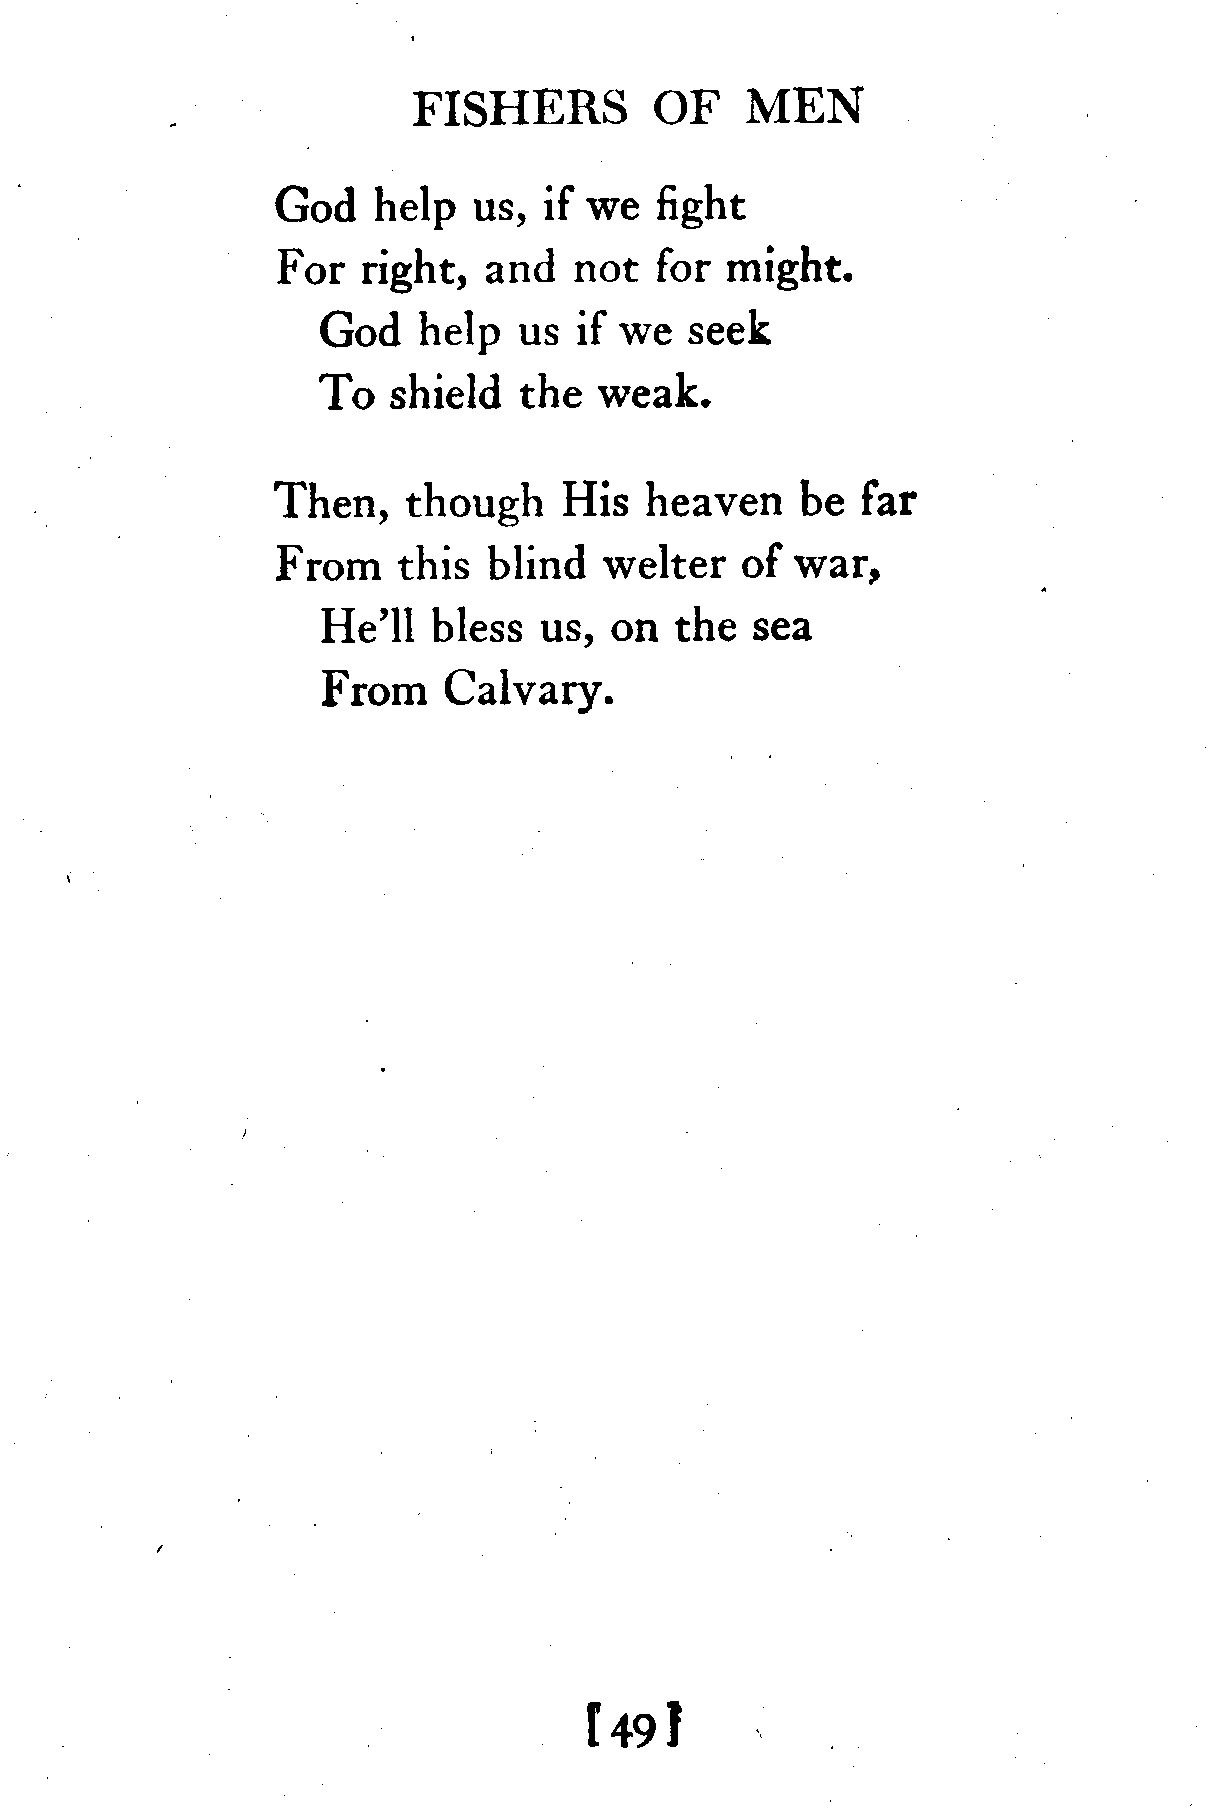 FISHERS OF MEN
God help us, if we fight
For right, and not for might.
God help us if we seek
To shield the weak.
Then, though His heaven be far
From this blind welter of war,
He'll bless us, on the sea
From Calvary.
[49]